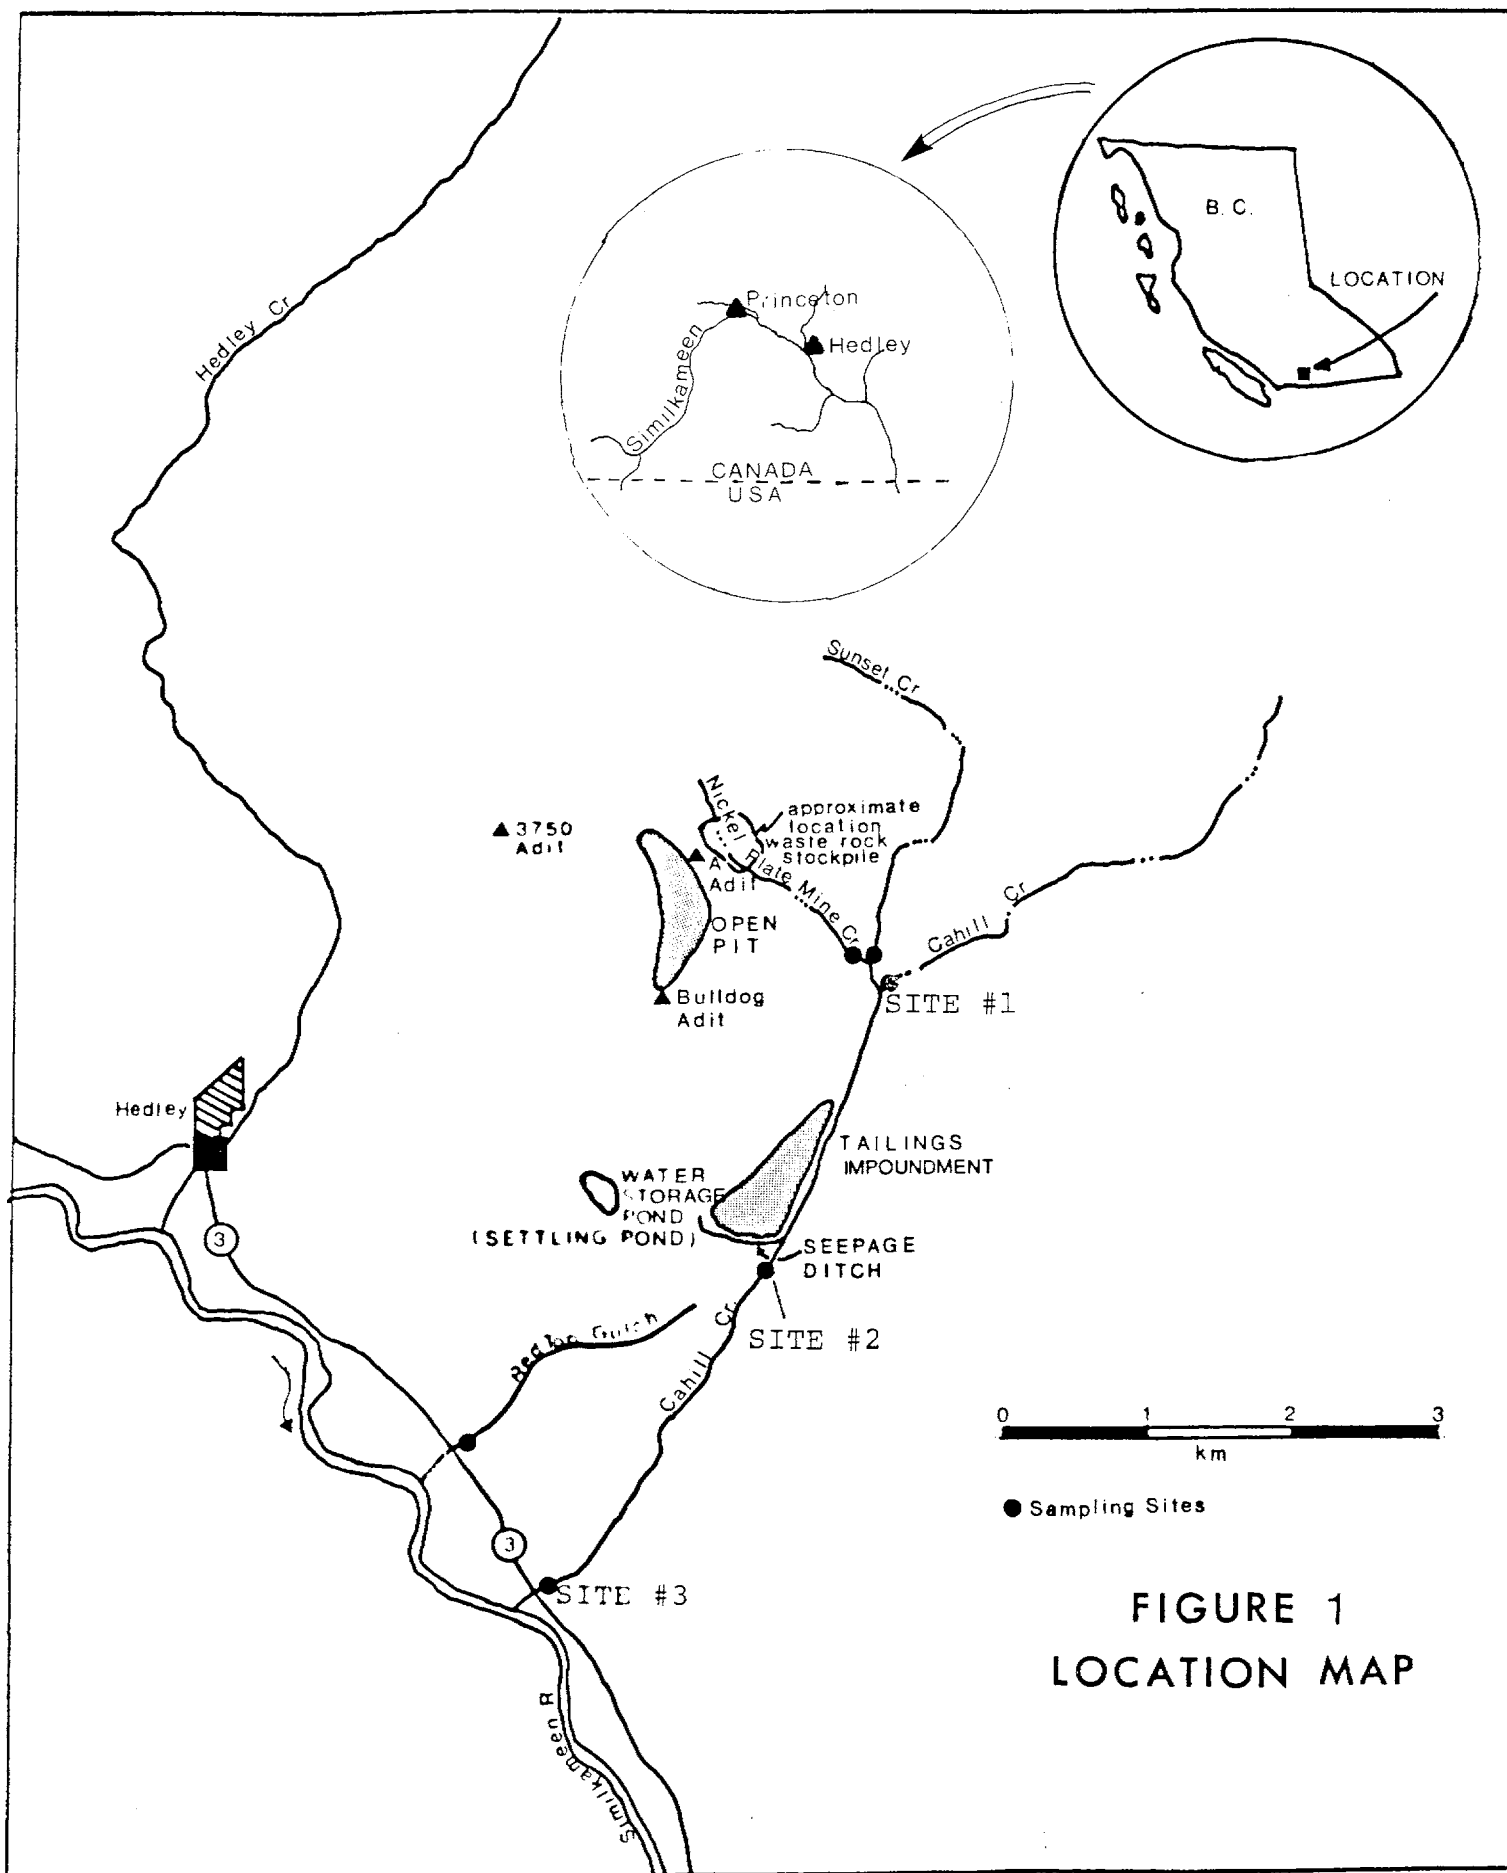 B. C.
LOCATION
Princeton
Hedley
Similkameen
CANADA
USA
Hedley Cr
Sunset Cr
Nickel Plate Mine Cr
approximate
location
waste rock
stockpile
3750
Adit
A
Adit
OPEN
PIT
Cahill Cr
SITE #1
Bulldog
Adit
Hedley
TAILINGS
IMPOUNDMENT
WATER
STORAGE
POND
(SETTLING POND)
SEEPAGE
DITCH
3
SITE #2
Redtop Gulch
Cahill Cr
0 1 2 3
km
Sampling Sites
3
SITE #3
Similkameen R
FIGURE 1
LOCATION MAP